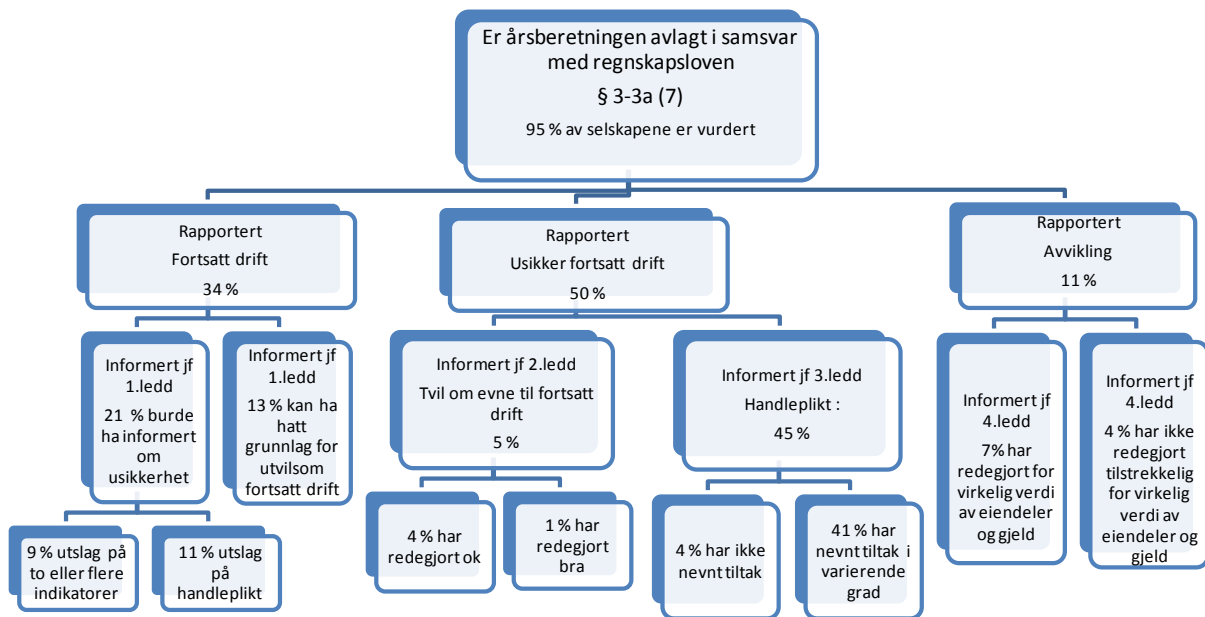 Er årsberetningen avlagt i samsvar
med regnskapsloven
§ 3-3a (7)
95 % av selskapene er vurdert
Rapportert
Fortsatt drift
34 %
Rapportert
Usikker fortsatt drift
50 %
Rapportert
Avvikling
11 %
Informert jf
1.ledd
21 % burde
ha informert
om
usikkerhet
Informert jf
1.ledd
13 % kan ha
hatt
grunnlag for
utvilsom
fortsatt drift
Informert jf 2.ledd
Tvil om evne til fortsatt
drift
5 %
Informert jf 3.ledd
Handleplikt :
45 %
Informert jf
4.ledd
7% har
redegjort for
virkelig verdi
av eiendeler
og gjeld
Informert jf
4.ledd
4 % har ikke
redegjort
tilstrekkelig
for virkelig
verdi av
eiendeler og
gjeld
9 % utslag på
to eller flere
indikatorer
11 % utslag
på
handleplikt
4 % har
redegjort ok
1 % har
redegjort
bra
4 % har ikke
nevnt tiltak
41 % har
nevnt tiltak i
varierende
grad